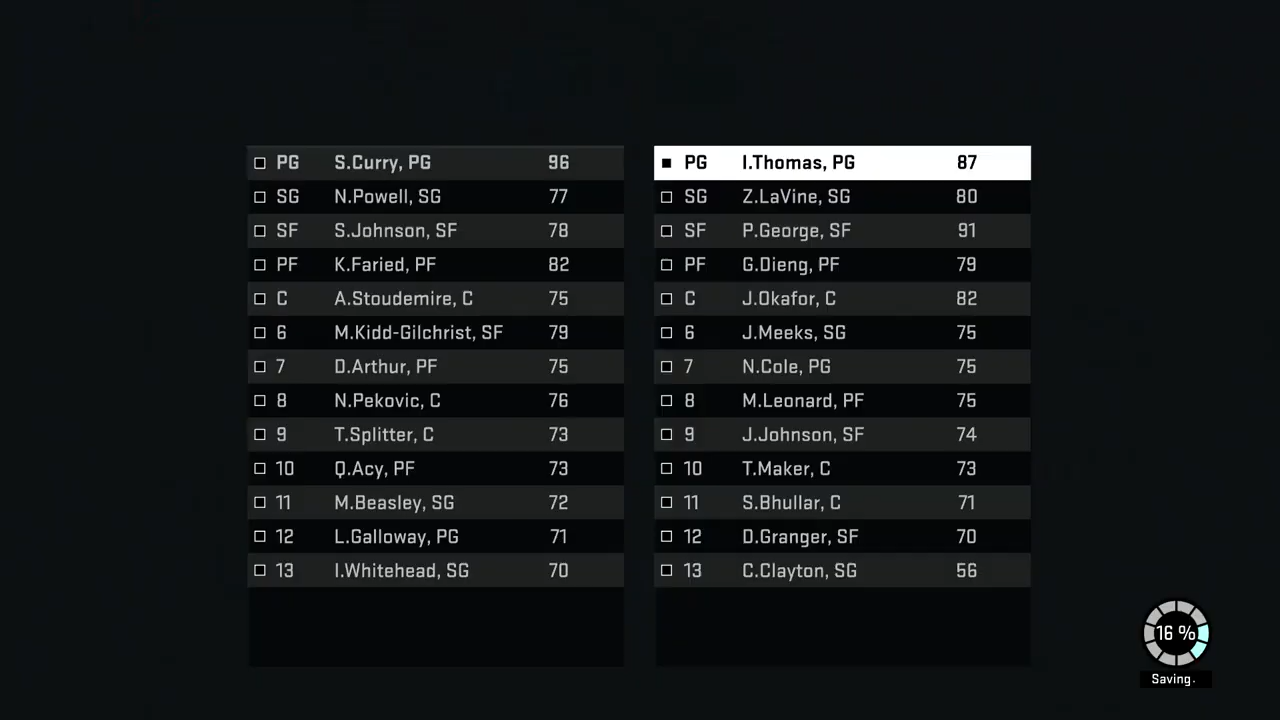 PG S.Curry, PG 96
SG N.Powell, SG 77
SF S.Johnson, SF 78
PF K.Faried, PF 82
C A.Stoudemire, C 75
6 M.Kidd-Gilchrist, SF 79
7 D.Arthur, PF 75
8 N.Pekovic, C 76
9 T.Splitter, C 73
10 Q.Acy, PF 73
11 M.Beasley, SG 72
12 L.Galloway, PG 71
13 I.Whitehead, SG 70
PG I.Thomas, PG 87
SG Z.LaVine, SG 80
SF P.George, SF 91
PF G.Dieng, PF 79
C J.Okafor, C 82
6 J.Meeks, SG 75
7 N.Cole, PG 75
8 M.Leonard, PF 75
9 J.Johnson, SF 74
10 T.Maker, C 73
11 S.Bhullar, C 71
12 D.Granger, SF 70
13 C.Clayton, SG 56
16 %
Saving.